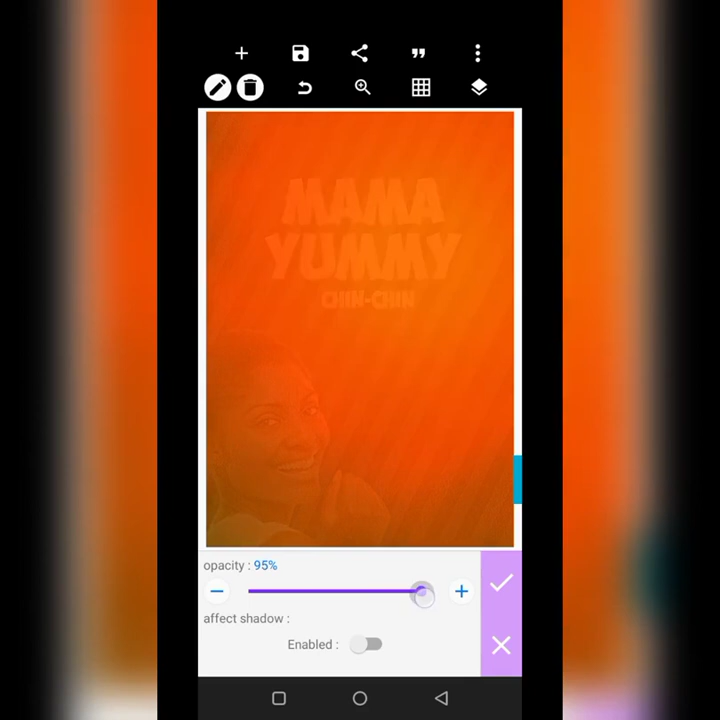 MAMA
YUMMY
CHIN-CHIN
opacity : 95%
affect shadow :
Enabled :